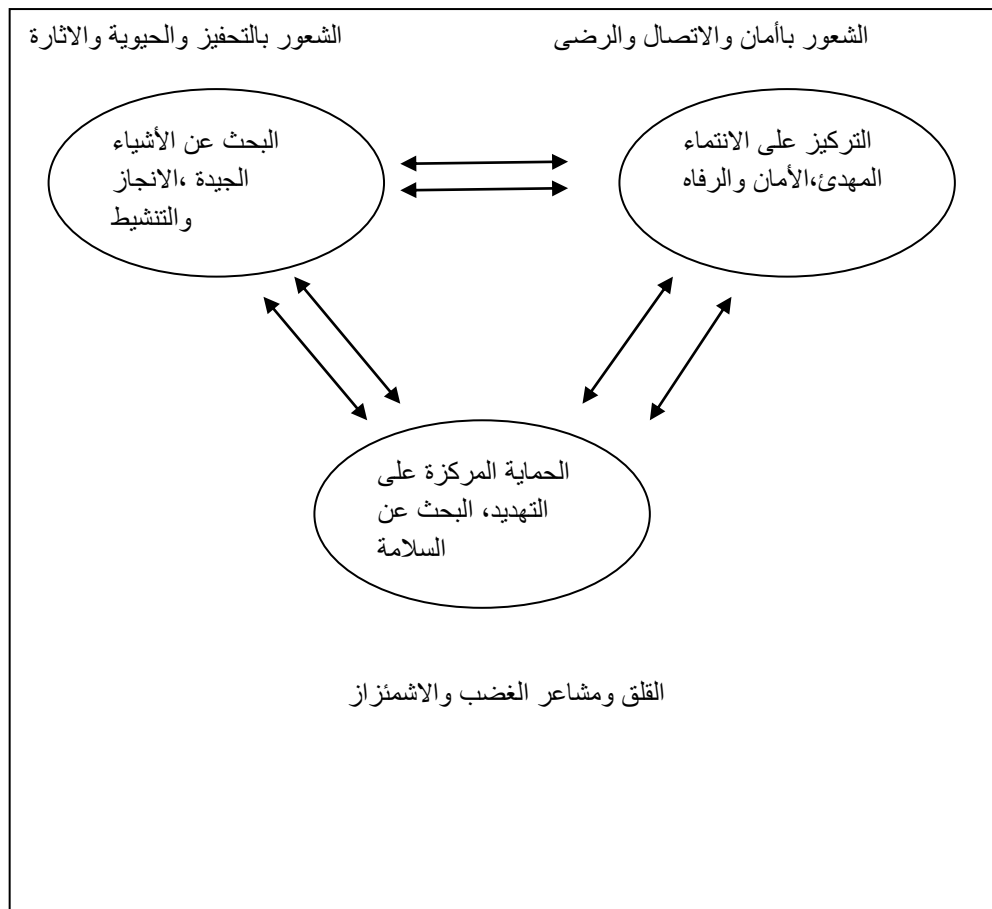 الشعور باأمان والاتصال والرضى
الشعور بالتحفيز والحيوية والاثارة
التركيز على الانتماء
المهدئ،الأمان والرفاه
البحث عن الأشياء
الجيدة ،الانجاز
والتنشيط
الحماية المركزة على
التهديد، البحث عن
السلامة
القلق ومشاعر الغضب والاشمئزاز